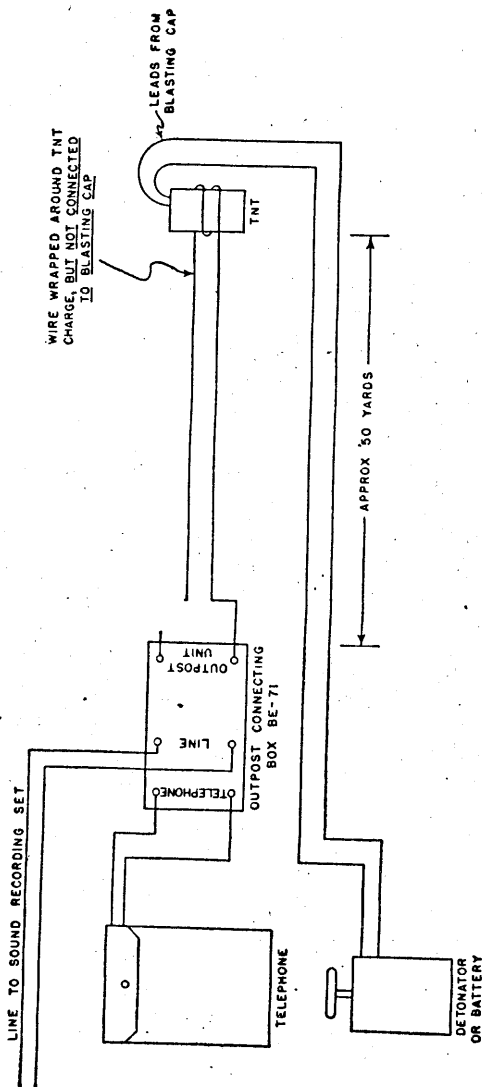 LINE TO SOUND RECORDING SET
TELEPHONE
TELEPHONE
LINE
OUTPOST
UNIT
OUTPOST CONNECTING
BOX BE-71
WIRE WRAPPED AROUND TNT
CHARGE, BUT NOT CONNECTED
TO BLASTING CAP
LEADS FROM
BLASTING CAP
TNT
APPROX 50 YARDS
DETONATOR
OR BATTERY